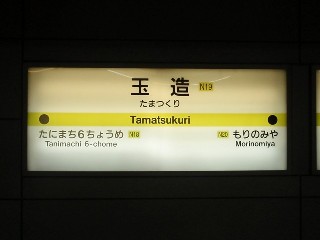 玉造 N19
たまつくり
Tamatsukuri
たにまち6ちょうめ N18 N20 もりのみや
Tanimachi 6-chome Morinomiya